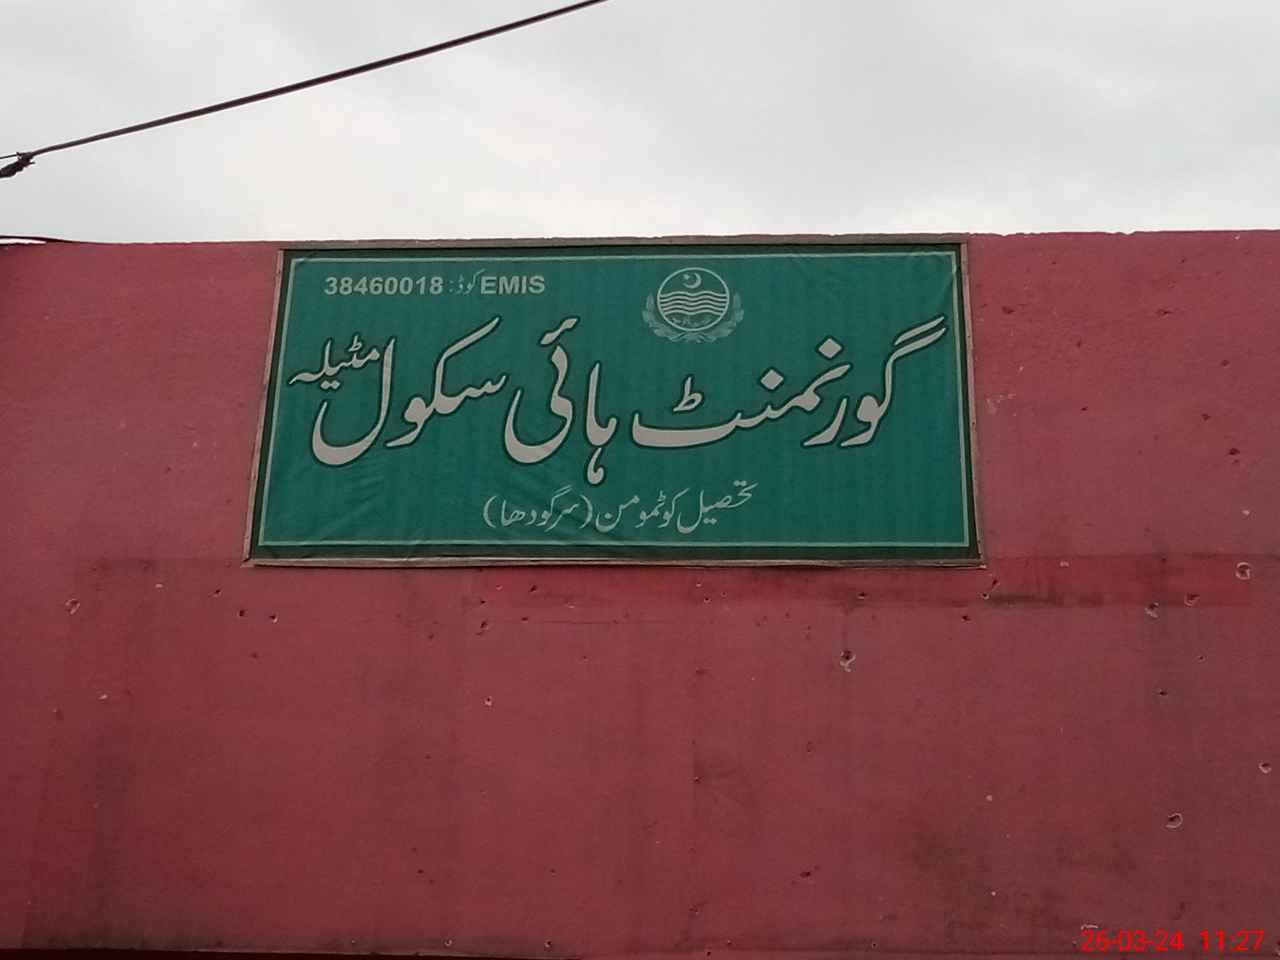 EMIS کوڈ: 38460018
گورنمنٹ ہائی سکول مٹیلہ
تحصیل کوٹمومن (سرگودھا)
26-03-24 11:27